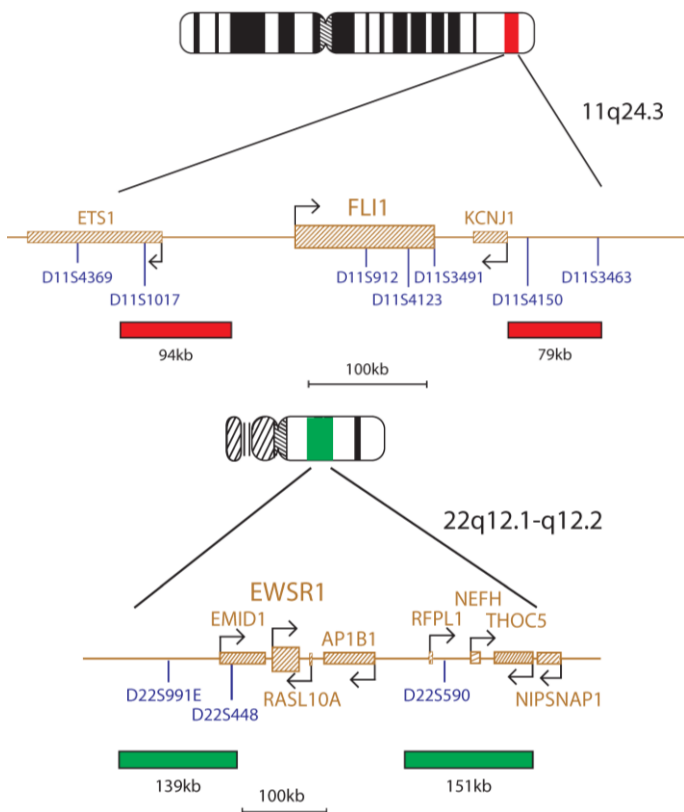 11q24.3
ETS1
FLI1
KCNJ1
D11S4369
D11S912
D11S3491
D11S3463
D11S1017
D11S4123
D11S4150
94kb
79kb
100kb
22q12.1-q12.2
EWSR1
NEFH
EMID1
AP1B1
RFPL1
THOC5
D22S991E
RASL10A
D22S590
NIPSNAP1
D22S448
139kb
151kb
100kb